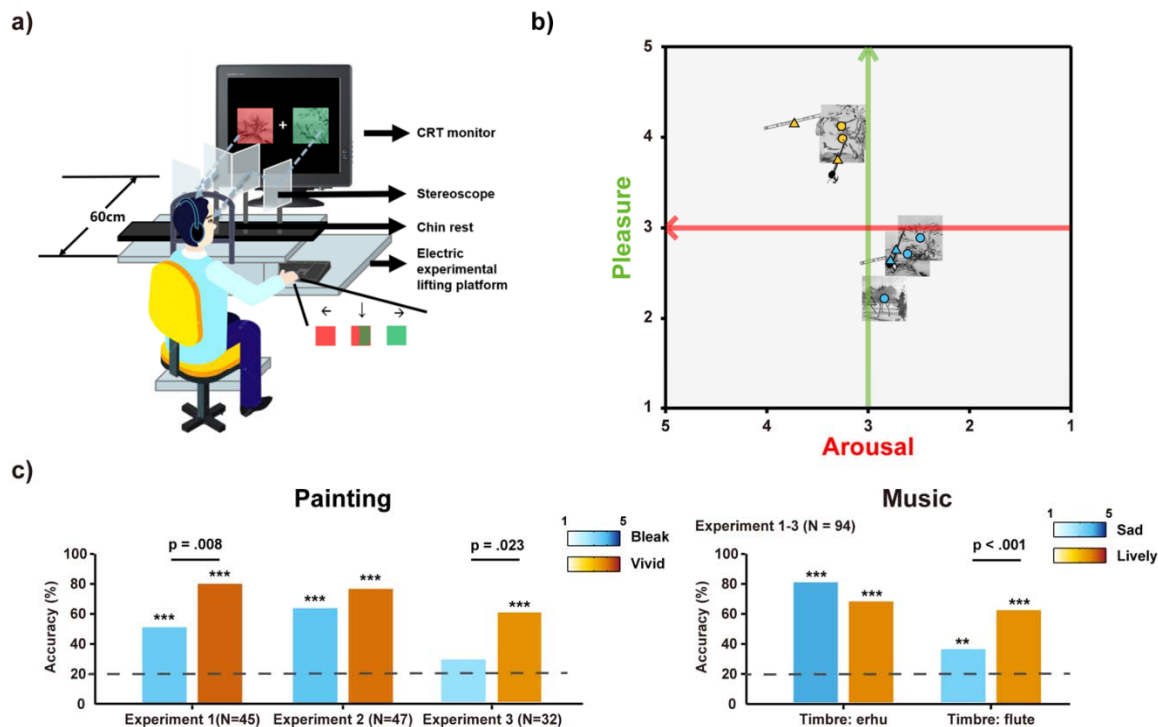 a)
+
CRT monitor
Stereoscope
60cm
Chin rest
Electric
experimental
lifting platform
← ↓ →
b)
5
4
3
2
1
Pleasure
5 4 3 2 1
Arousal
c)
Painting
1 5
Bleak
Vivid
p = .008
p = .023
100
80
60
40
20
0
Accuracy (%)
*** *** *** *** ***
Experiment 1(N=45) Experiment 2 (N=47) Experiment 3 (N=32)
Music
Experiment 1-3 (N = 94)
1 5
Sad
Lively
p < .001
100
80
60
40
20
0
Accuracy (%)
*** *** ** ***
Timbre: erhu Timbre: flute